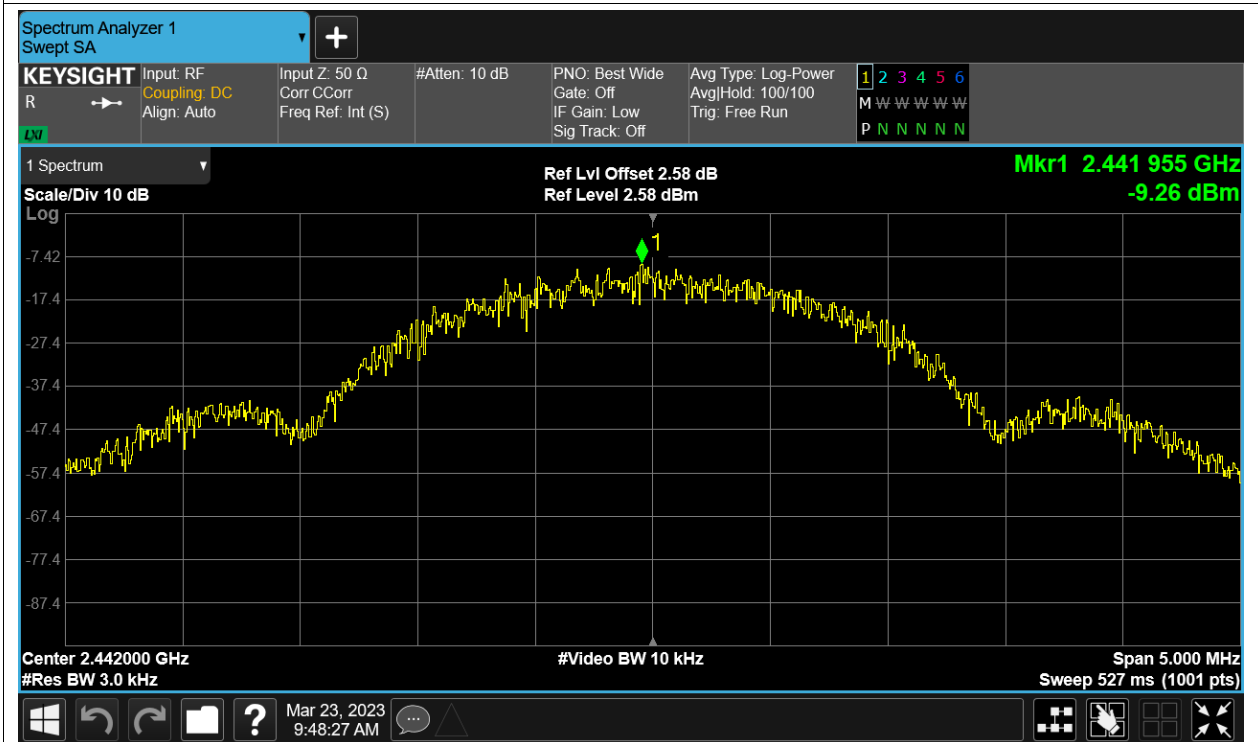 Spectrum Analyzer 1
Swept SA
KEYSIGHT
R
LXI
Input: RF
Coupling: DC
Align: Auto
Input Z: 50 Ω
Corr CCorr
Freq Ref: Int (S)
#Atten: 10 dB
PNO: Best Wide
Gate: Off
IF Gain: Low
Sig Track: Off
Avg Type: Log-Power
Avg|Hold: 100/100
Trig: Free Run
1 2 3 4 5 6
M W W W W W
P N N N N N
1 Spectrum
Scale/Div 10 dB
Log
Ref Lvl Offset 2.58 dB
Ref Level 2.58 dBm
Mkr1 2.441 955 GHz
-9.26 dBm
1
-7.42
-17.4
-27.4
-37.4
-47.4
-57.4
-67.4
-77.4
-87.4
Center 2.442000 GHz
#Res BW 3.0 kHz
#Video BW 10 kHz
Span 5.000 MHz
Sweep 527 ms (1001 pts)
?
Mar 23, 2023
9:48:27 AM